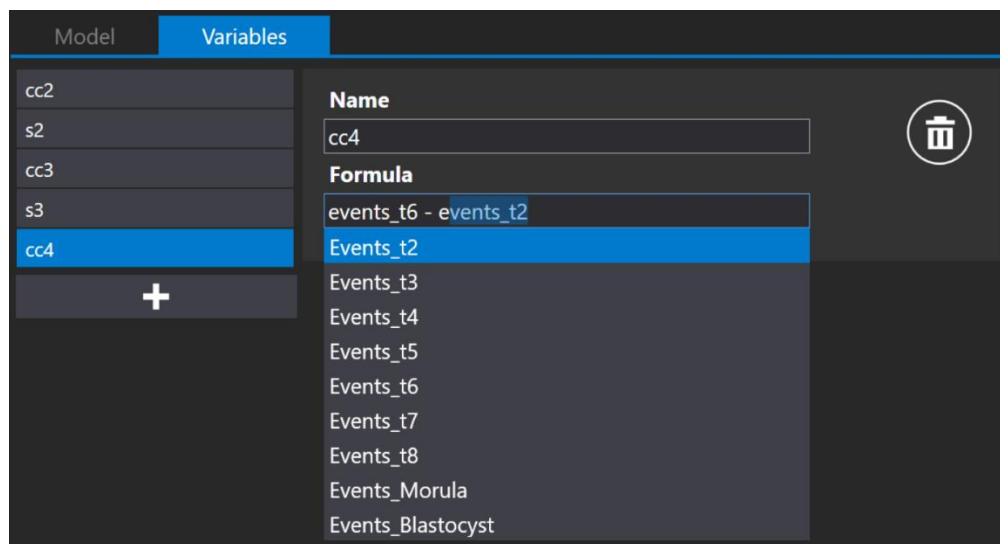 Model Variables
cc2
s2
cc3
s3
cc4
+
Name
cc4
Formula
events_t6 - events_t2
Events_t2
Events_t3
Events_t4
Events_t5
Events_t6
Events_t7
Events_t8
Events_Morula
Events_Blastocyst